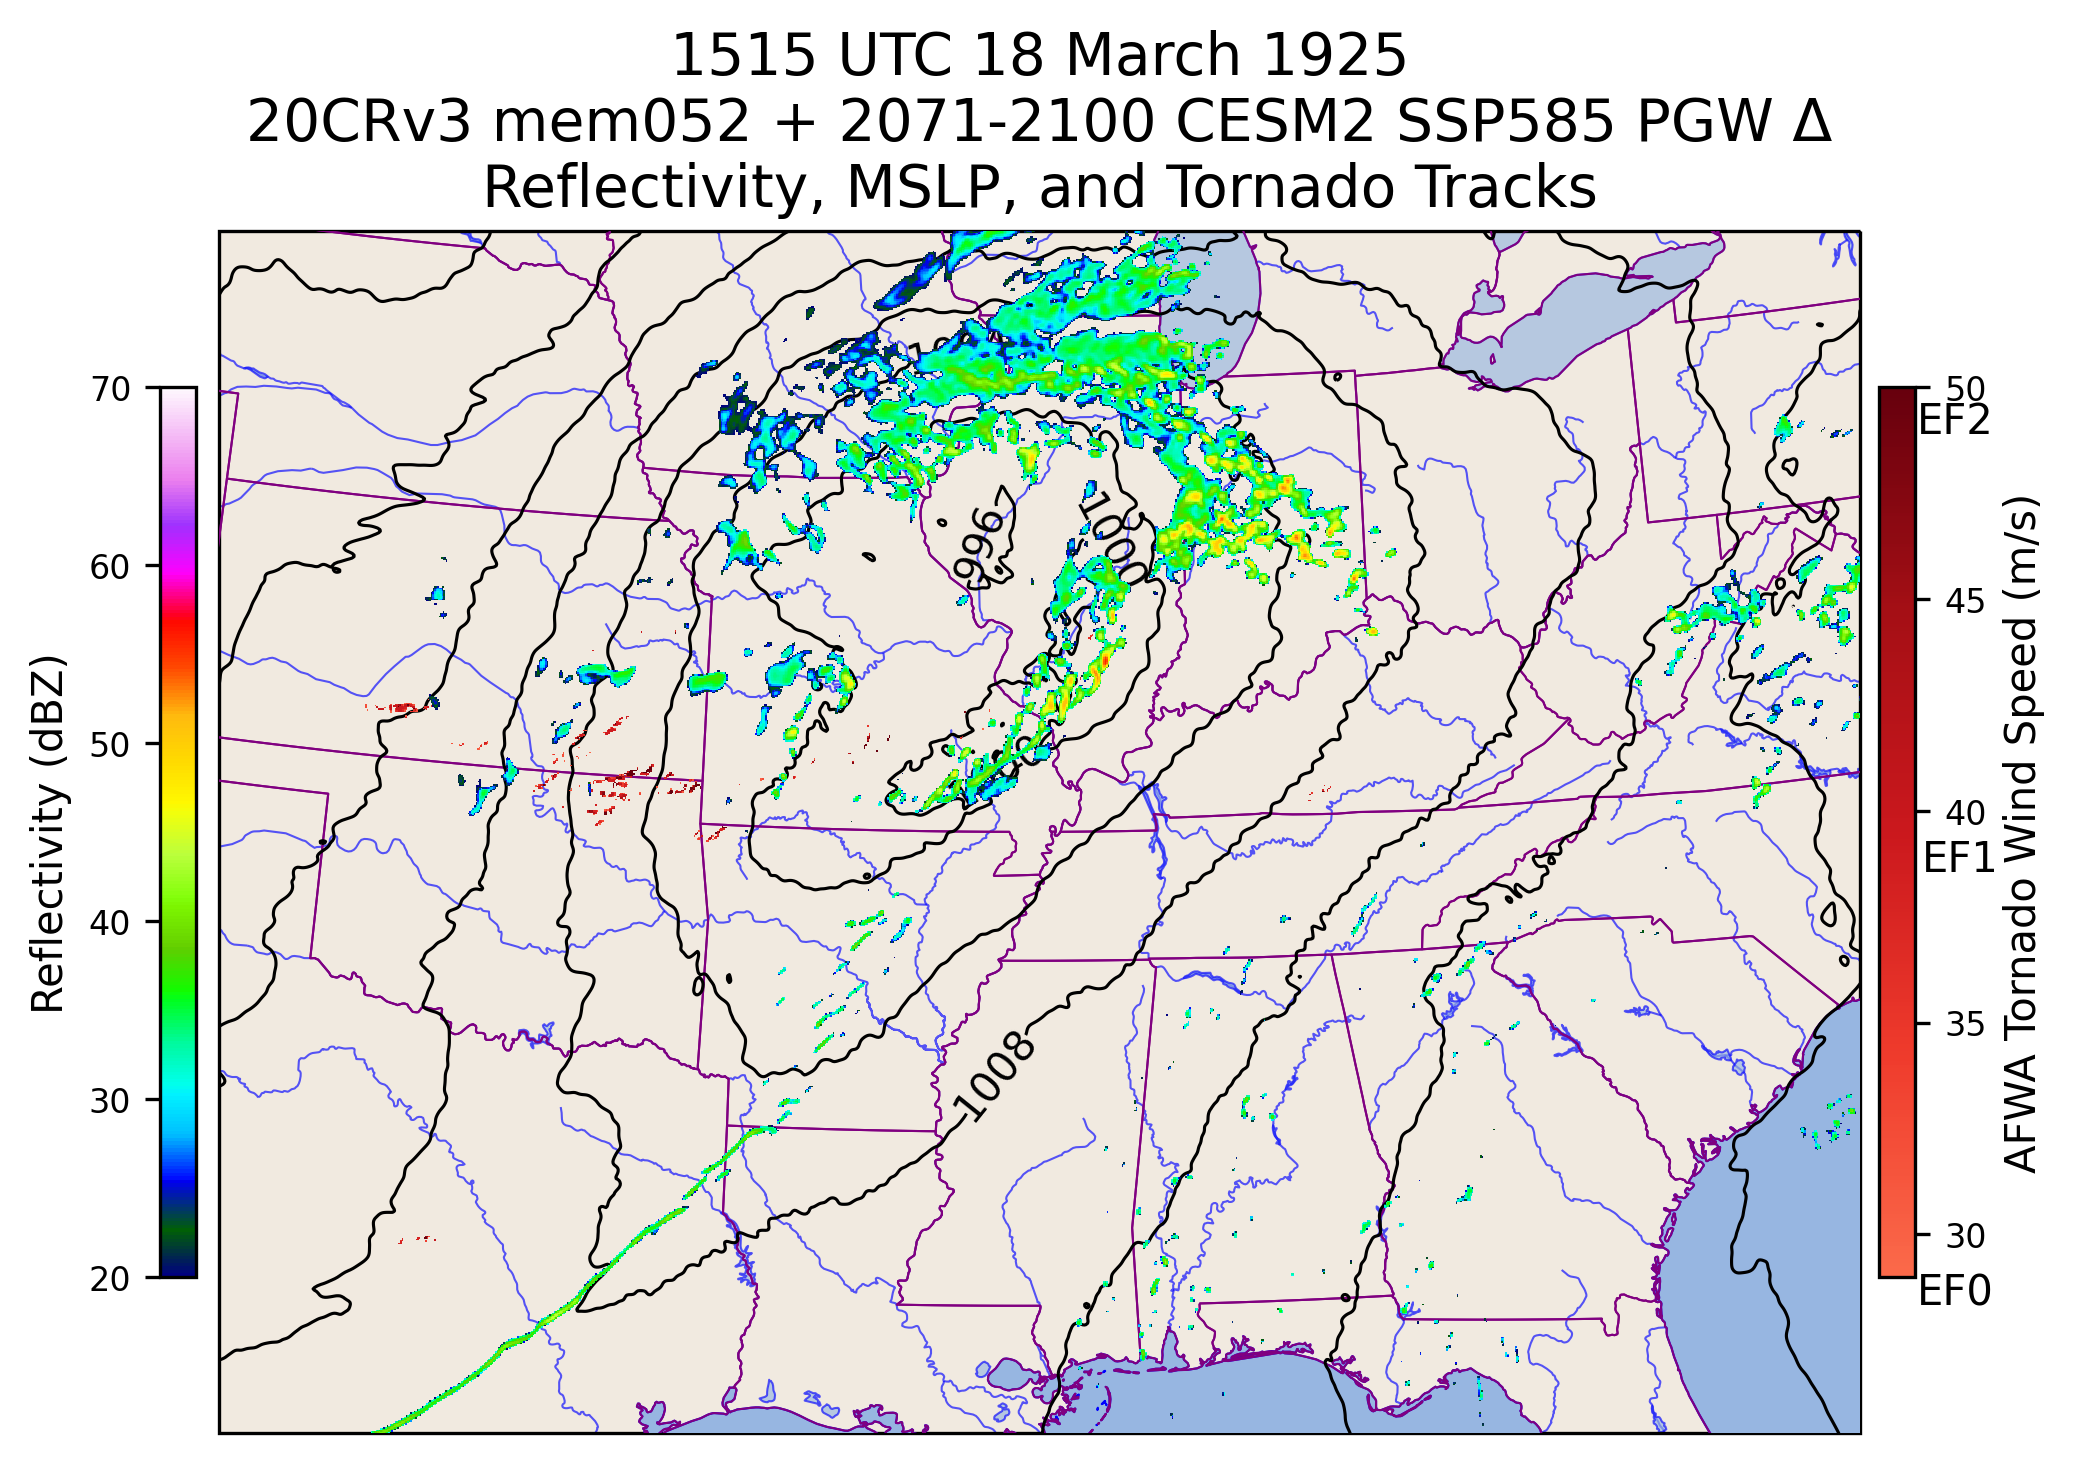 1515 UTC 18 March 1925
20CRv3 mem052 + 2071-2100 CESM2 SSP585 PGW Δ
Reflectivity, MSLP, and Tornado Tracks
Reflectivity (dBZ)
70
60
50
40
30
20
996
1000
1008
50
EF2
45
40
EF1
35
30
EF0
AFWA Tornado Wind Speed (m/s)